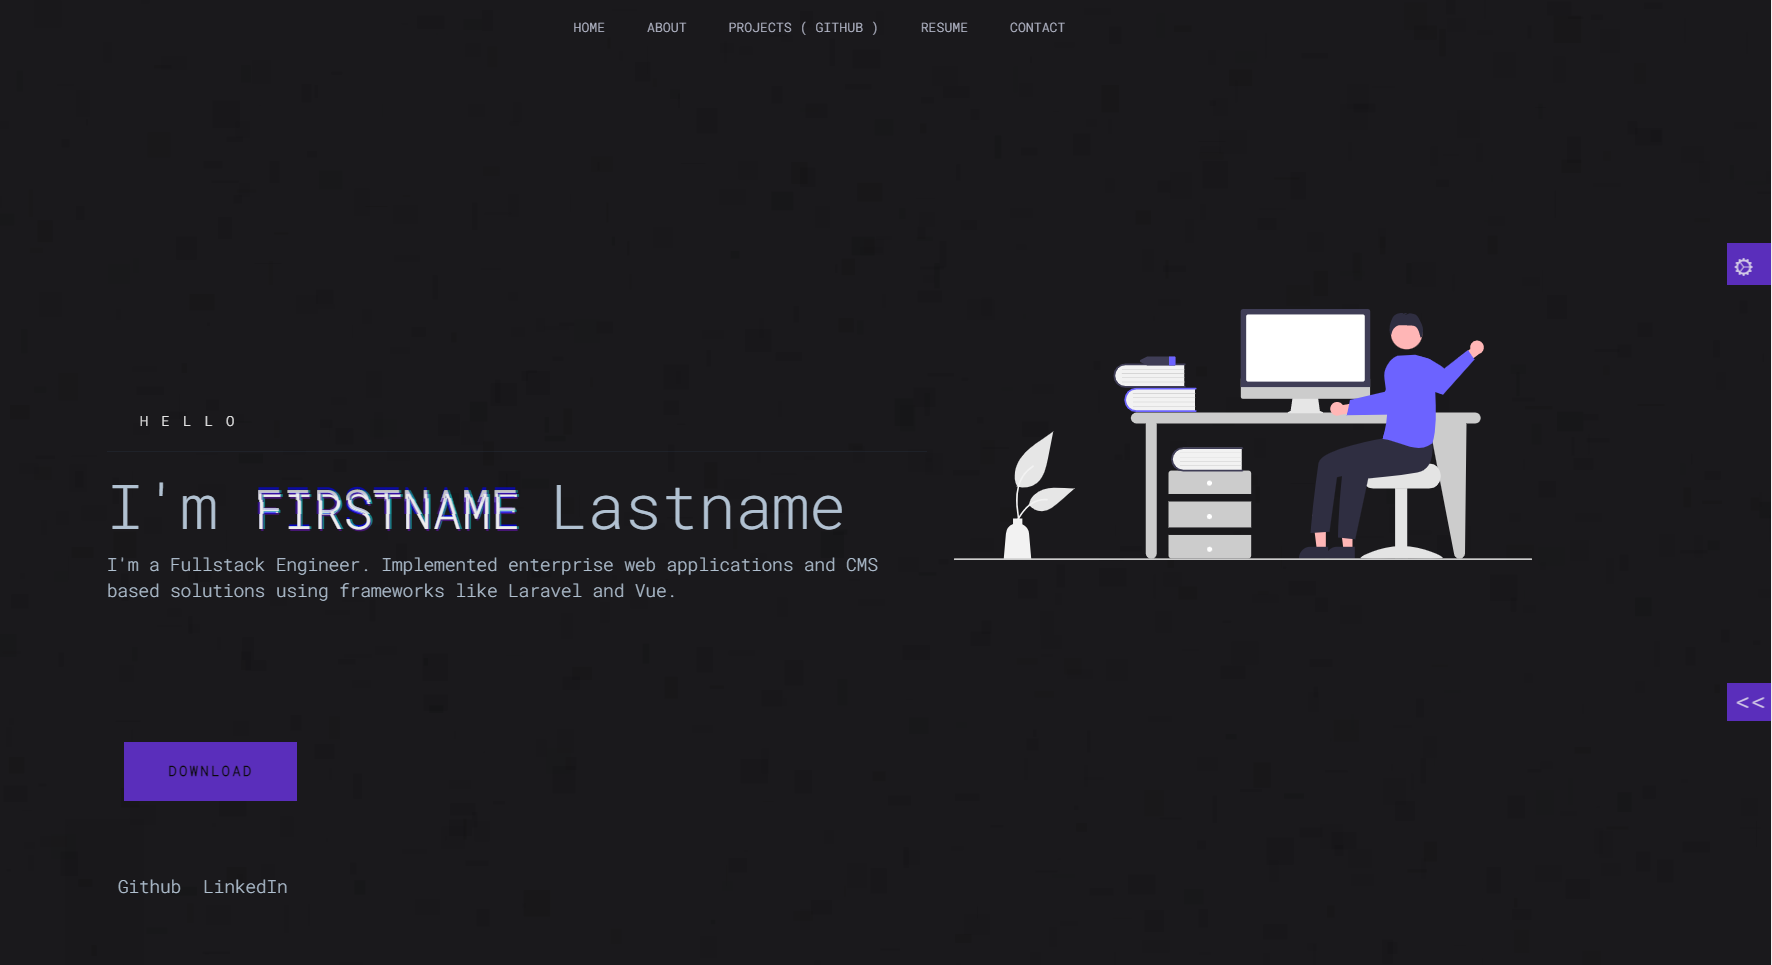 HOME ABOUT PROJECTS ( GITHUB ) RESUME CONTACT
HELLO
I'm FIRSTNAME Lastname
I'm a Fullstack Engineer. Implemented enterprise web applications and CMS
based solutions using frameworks like Laravel and Vue.
<<
DOWNLOAD
Github LinkedIn